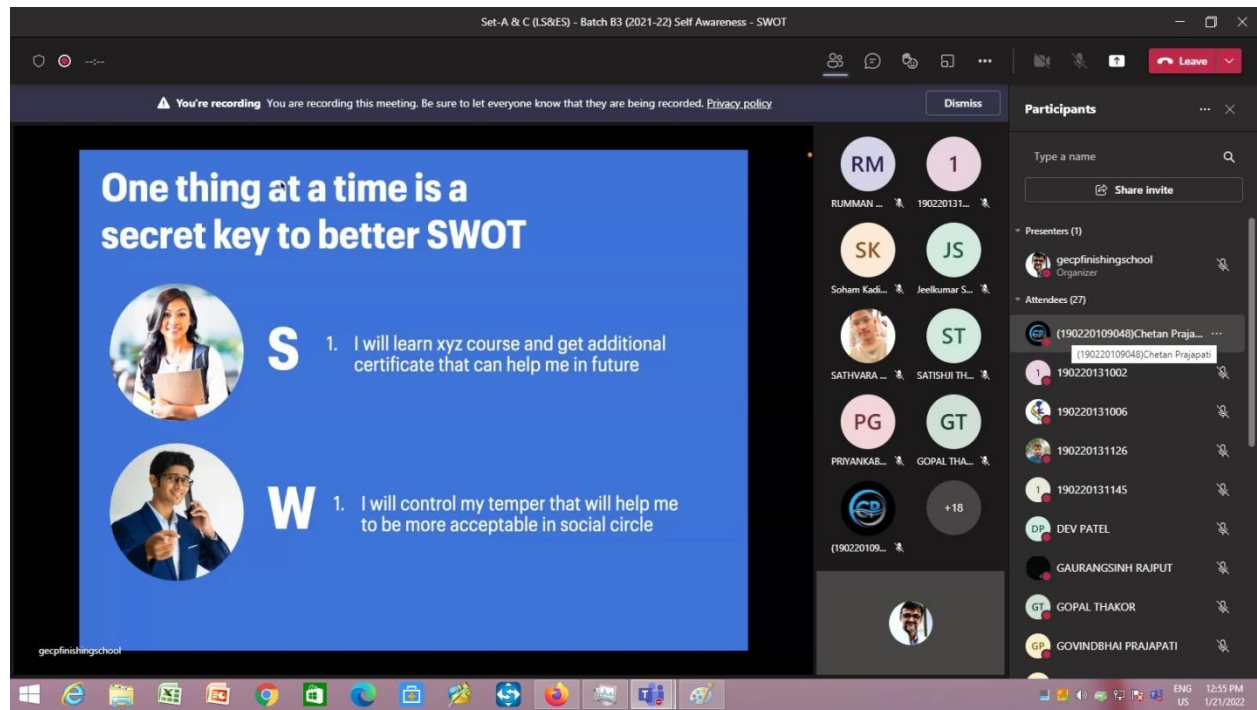 Set-A & C (LS&ES) - Batch B3 (2021-22) Self Awareness - SWOT
--:--
Leave
You're recording You are recording this meeting. Be sure to let everyone know that they are being recorded. Privacy policy
Dismiss
One thing at a time is a
secret key to better SWOT
S
1. I will learn xyz course and get additional
certificate that can help me in future
W
1. I will control my temper that will help me
to be more acceptable in social circle
gecpfinishingschool
RM
1
RUMMAN ...
190220131...
SK
JS
Soham Kadi...
Jeelkumar S...
ST
SATHVARA ...
SATISHJI TH...
PG
GT
PRIYANKAB...
GOPAL THA...
GP
+18
(190220109...
Participants
Type a name
Share invite
Presenters (1)
gecpfinishingschool
Organizer
Attendees (27)
(190220109048)Chetan Praja...
(190220109048)Chetan Prajapati
1
190220131002
190220131006
190220131126
1
190220131145
DP
DEV PATEL
GAURANGSINH RAJPUT
GT
GOPAL THAKOR
GP
GOVINDBHAI PRAJAPATI
ENG
US
12:55 PM
1/21/2022